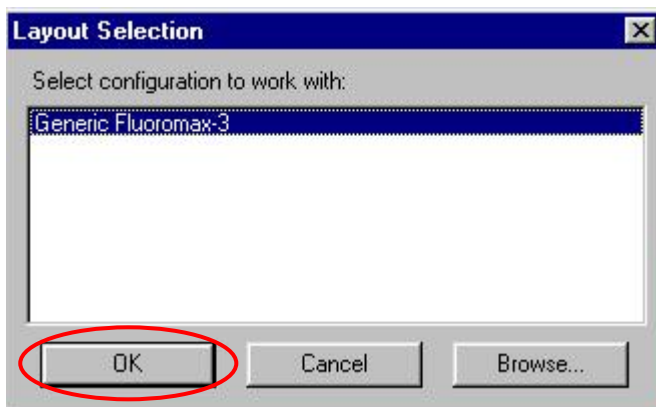 Layout Selection
Select configuration to work with:
Generic Fluoromax-3
OK Cancel Browse...